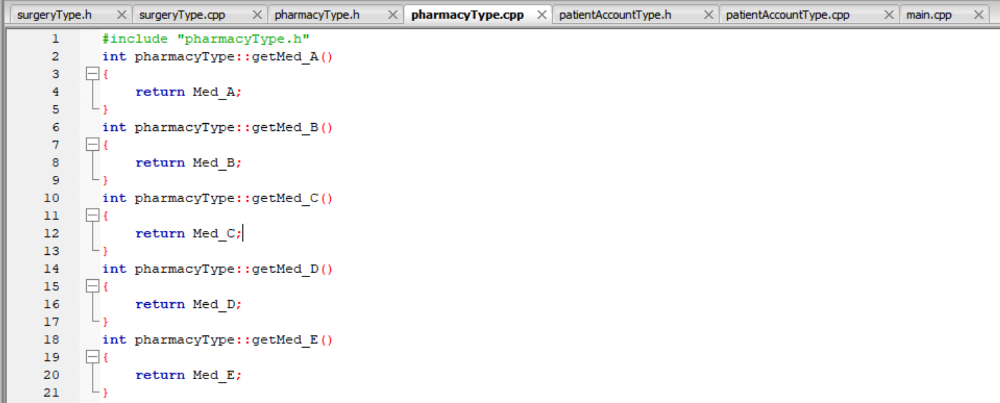 surgeryType.h surgeryType.cpp pharmacyType.h pharmacyType.cpp patientAccountType.h patientAccountType.cpp main.cpp
1 #include "pharmacyType.h"
2 int pharmacyType::getMed_A()
3 {
4 return Med_A;
5 }
6 int pharmacyType::getMed_B()
7 {
8 return Med_B;
9 }
10 int pharmacyType::getMed_C()
11 {
12 return Med_C;
13 }
14 int pharmacyType::getMed_D()
15 {
16 return Med_D;
17 }
18 int pharmacyType::getMed_E()
19 {
20 return Med_E;
21 }